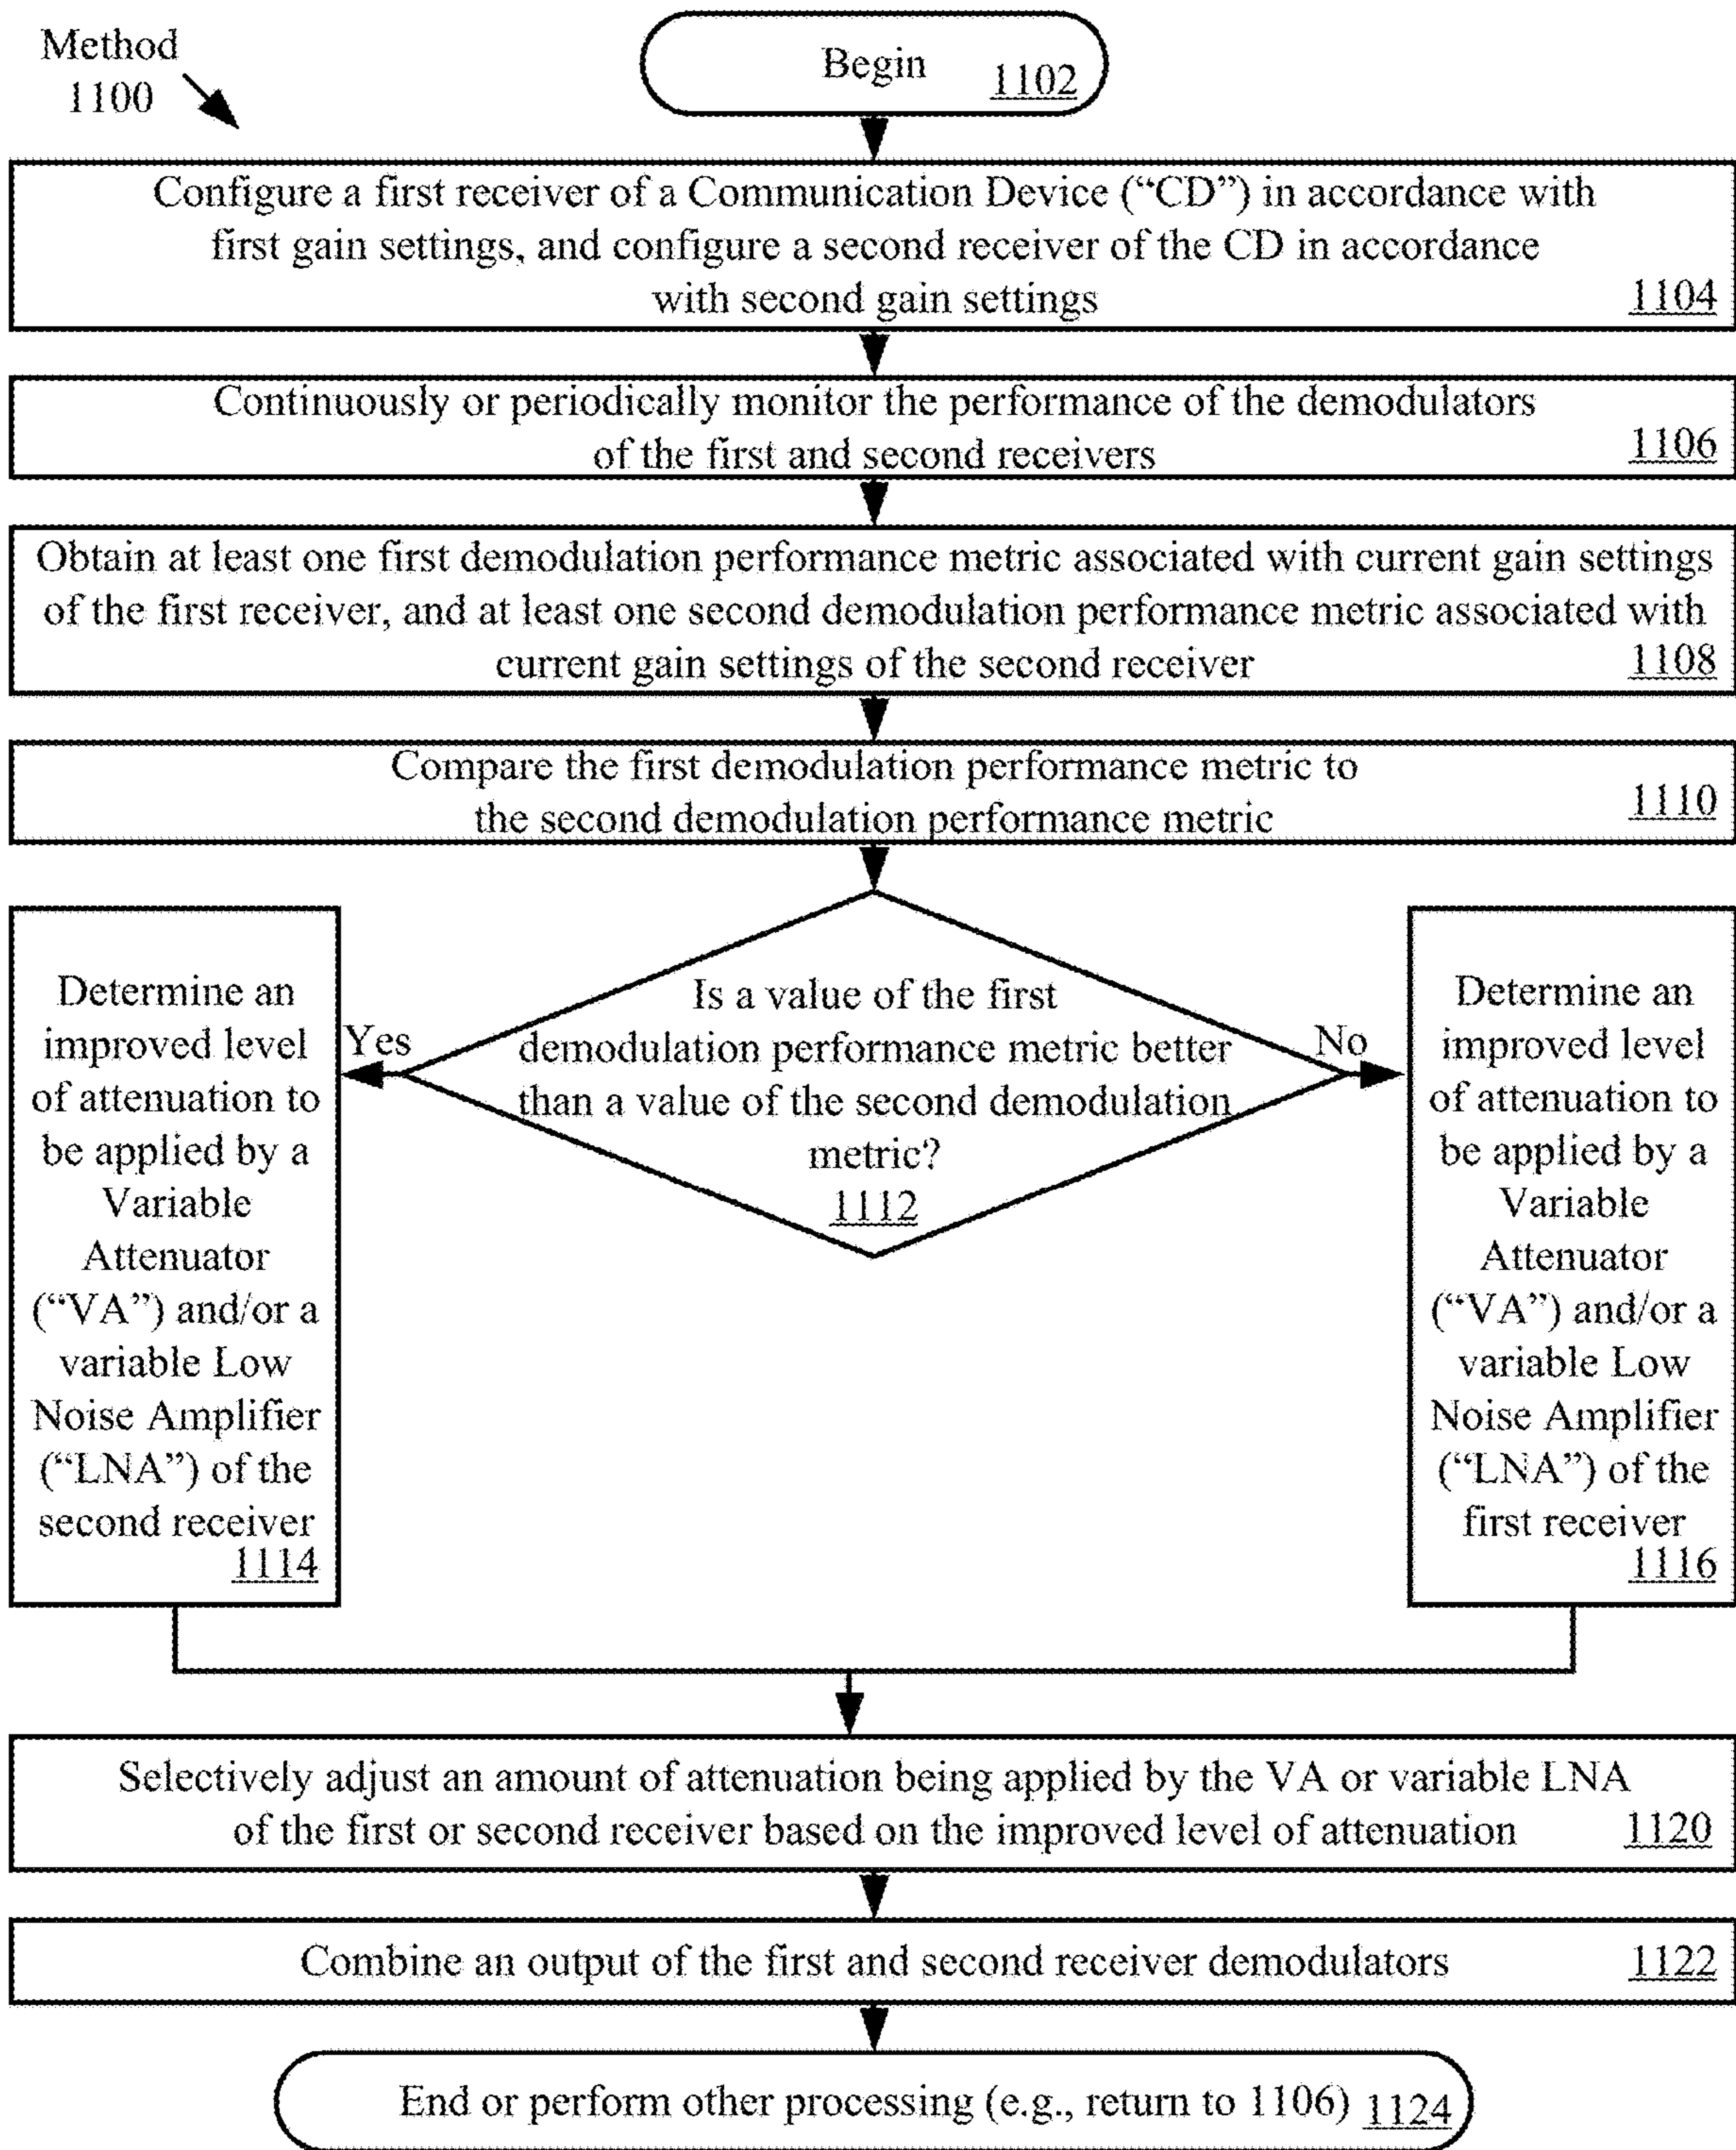 Method
1100
Begin 1102
Configure a first receiver of a Communication Device (“CD”) in accordance with
first gain settings, and configure a second receiver of the CD in accordance
with second gain settings 1104
Continuously or periodically monitor the performance of the demodulators
of the first and second receivers 1106
Obtain at least one first demodulation performance metric associated with current gain settings
of the first receiver, and at least one second demodulation performance metric associated with
current gain settings of the second receiver 1108
Compare the first demodulation performance metric to
the second demodulation performance metric 1110
Is a value of the first
demodulation performance metric better
than a value of the second demodulation
metric?
1112
Yes
No
Determine an
improved level
of attenuation to
be applied by a
Variable
Attenuator
(“VA”) and/or a
variable Low
Noise Amplifier
(“LNA”) of the
second receiver
1114
Determine an
improved level
of attenuation to
be applied by a
Variable
Attenuator
(“VA”) and/or a
variable Low
Noise Amplifier
(“LNA”) of the
first receiver
1116
Selectively adjust an amount of attenuation being applied by the VA or variable LNA
of the first or second receiver based on the improved level of attenuation 1120
Combine an output of the first and second receiver demodulators 1122
End or perform other processing (e.g., return to 1106) 1124